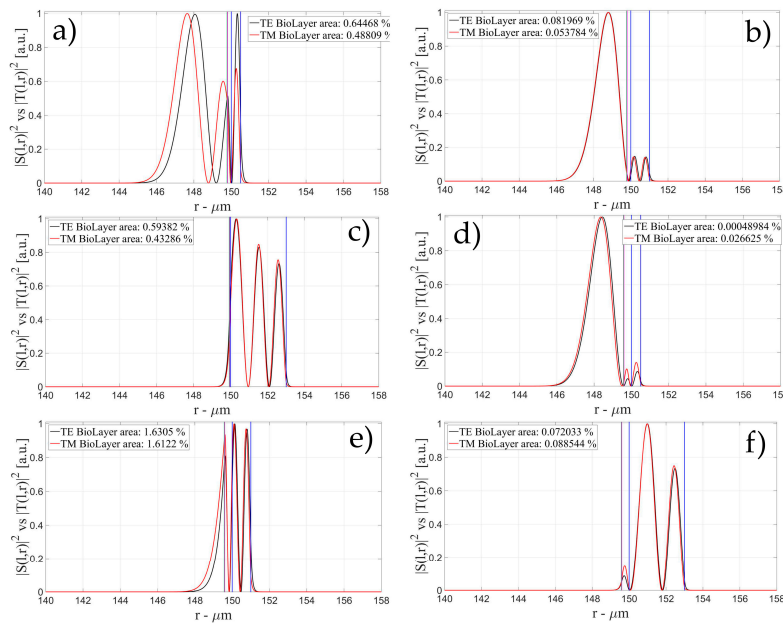 a)
TE BioLayer area: 0.64468 %
TM BioLayer area: 0.48809 %
|S(l,r)|² vs |T(l,r)|² [a.u.]
1
0.8
0.6
0.4
0.2
0
140 142 144 146 148 150 152 154 156 158
r - μm
b)
TE BioLayer area: 0.081969 %
TM BioLayer area: 0.053784 %
|S(l,r)|² vs |T(l,r)|² [a.u.]
1
0.8
0.6
0.4
0.2
0
140 142 144 146 148 150 152 154 156 158
r - μm
c)
TE BioLayer area: 0.59382 %
TM BioLayer area: 0.43286 %
|S(l,r)|² vs |T(l,r)|² [a.u.]
1
0.8
0.6
0.4
0.2
0
140 142 144 146 148 150 152 154 156 158
r - μm
d)
TE BioLayer area: 0.00048984 %
TM BioLayer area: 0.026625 %
|S(l,r)|² vs |T(l,r)|² [a.u.]
1
0.8
0.6
0.4
0.2
0
140 142 144 146 148 150 152 154 156 158
r - μm
e)
TE BioLayer area: 1.6305 %
TM BioLayer area: 1.6122 %
|S(l,r)|² vs |T(l,r)|² [a.u.]
1
0.8
0.6
0.4
0.2
0
140 142 144 146 148 150 152 154 156 158
r - μm
f)
TE BioLayer area: 0.072033 %
TM BioLayer area: 0.088544 %
|S(l,r)|² vs |T(l,r)|² [a.u.]
1
0.8
0.6
0.4
0.2
0
140 142 144 146 148 150 152 154 156 158
r - μm